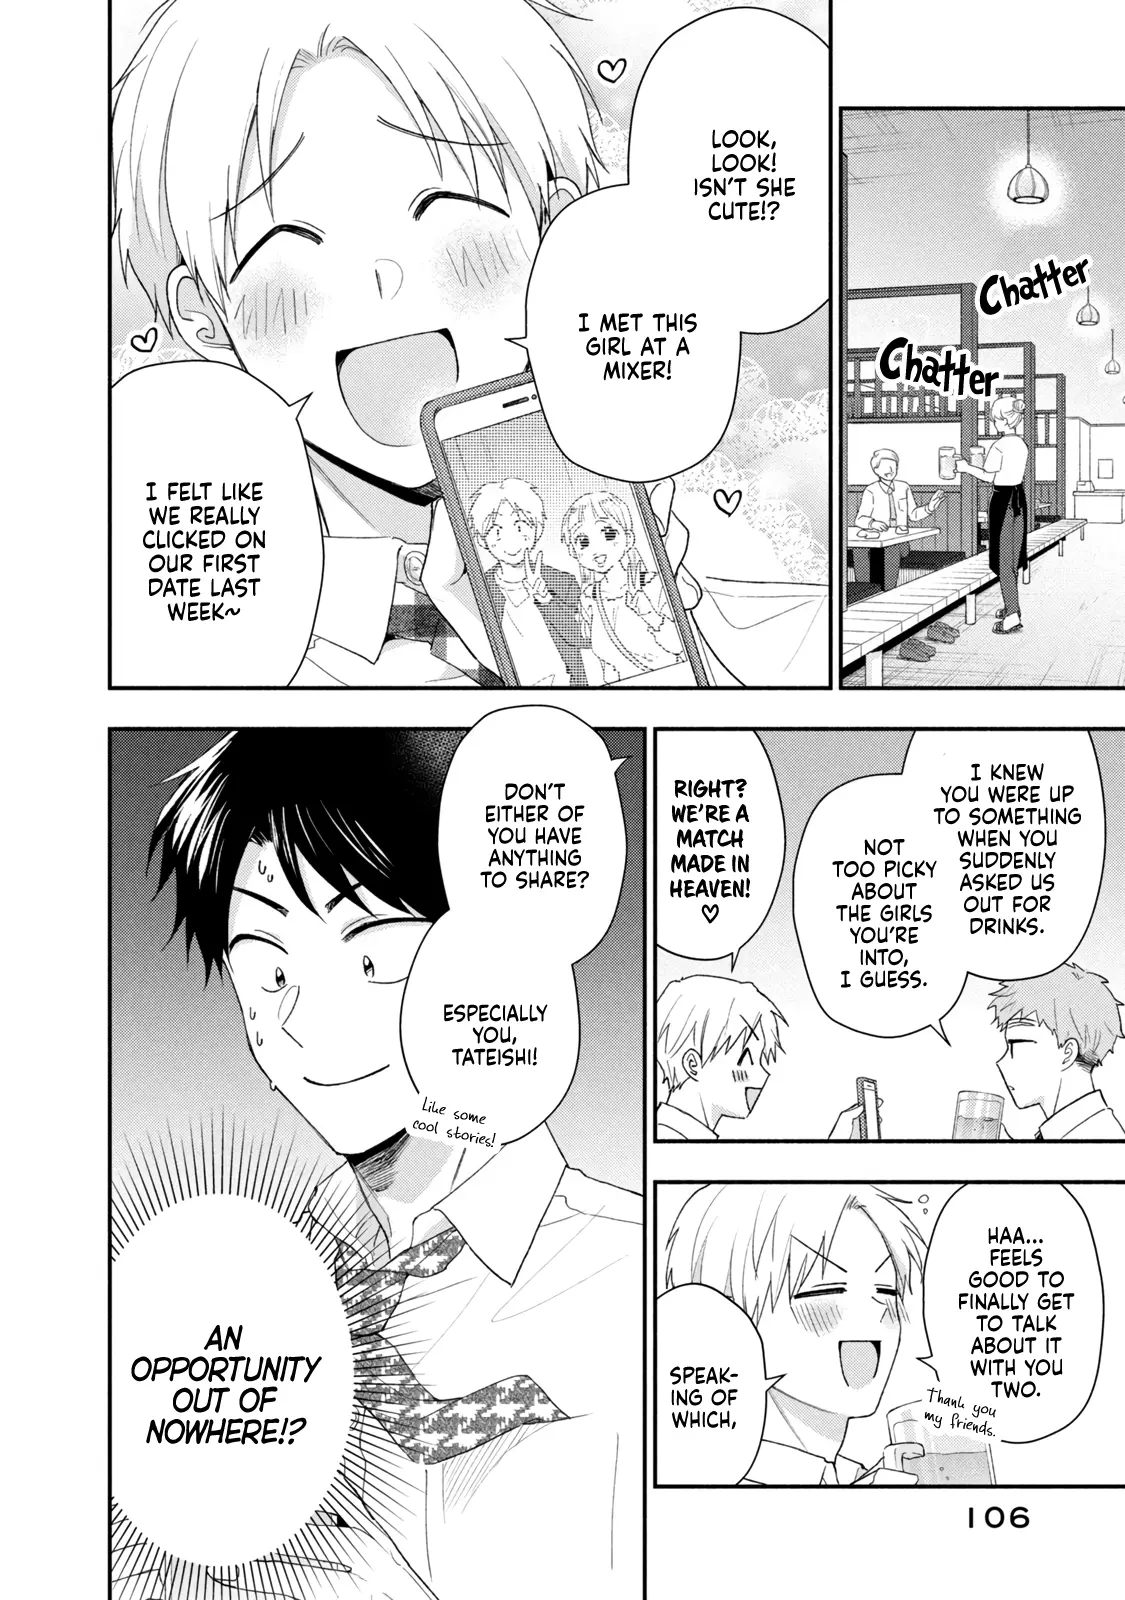 Chatter
Chatter
LOOK,
LOOK!
ISN'T SHE
CUTE!?
I MET THIS
GIRL AT A
MIXER!
I FELT LIKE
WE REALLY
CLICKED ON
OUR FIRST
DATE LAST
WEEK~
I KNEW
YOU WERE UP
TO SOMETHING
WHEN YOU
SUDDENLY
ASKED US
OUT FOR
DRINKS.
NOT
TOO PICKY
ABOUT
THE GIRLS
YOU'RE
INTO,
I GUESS.
RIGHT?
WE'RE A
MATCH
MADE IN
HEAVEN!
♡
HAA...
FEELS
GOOD TO
FINALLY GET
TO TALK
ABOUT IT
WITH YOU
TWO.
Thank you
my friends.
SPEAK-
ING OF
WHICH,
DON'T
EITHER OF
YOU HAVE
ANYTHING
TO SHARE?
ESPECIALLY
YOU,
TATEISHI!
Like some
cool stories!
AN
OPPORTUNITY
OUT OF
NOWHERE!?
106